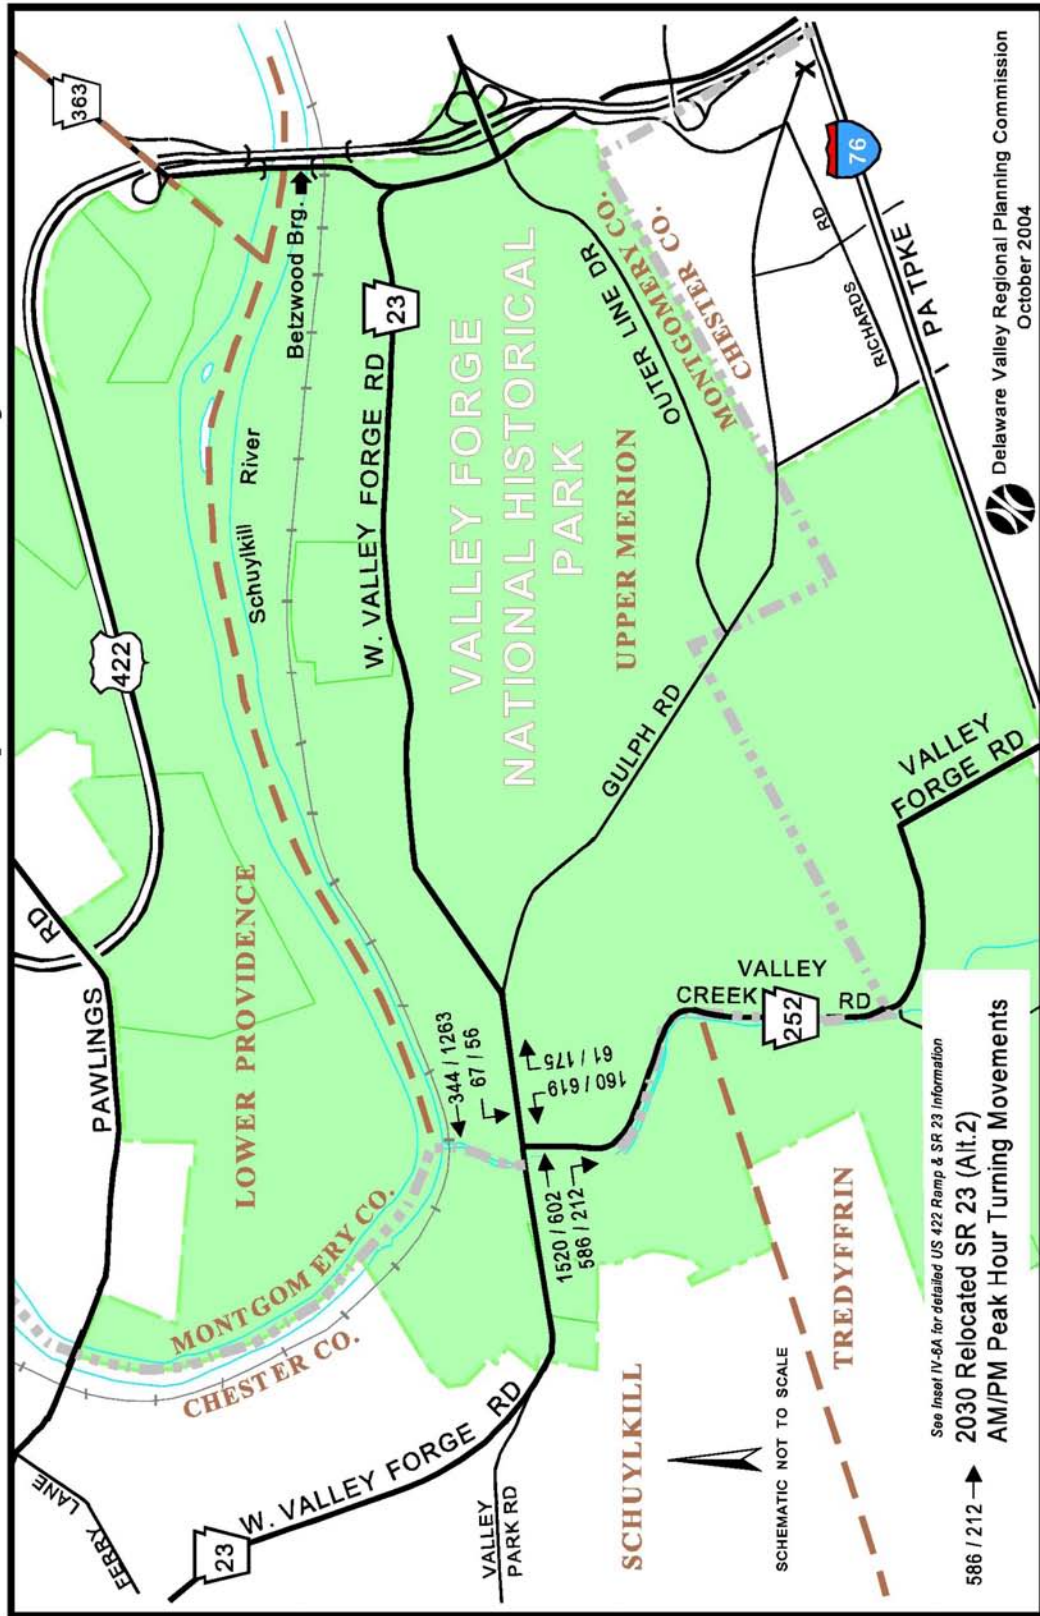 363
422
23
76
252
23
Betzwood Brg.
Schuylkill River
W. VALLEY FORGE RD
VALLEY FORGE
NATIONAL HISTORICAL
PARK
UPPER MERION
OUTER LINE DR
MONTGOMERY CO.
CHESTER CO.
RICHARDS RD
I PA TPKE I
GULPH RD
VALLEY
FORGE RD
PAWLINGS RD
LOWER PROVIDENCE
344 / 1263
67 / 56
61 / 175
160 / 619
1520 / 602
586 / 212
VALLEY
CREEK RD
MONTGOMERY CO.
CHESTER CO.
FERRY LANE
W. VALLEY FORGE RD
VALLEY
PARK RD
SCHUYLKILL
TREDYFFRIN
SCHEMATIC NOT TO SCALE
See Inset IV-6A for detailed US 422 Ramp & SR 23 Information
586 / 212 2030 Relocated SR 23 (Alt.2)
AM/PM Peak Hour Turning Movements
Delaware Valley Regional Planning Commission
October 2004